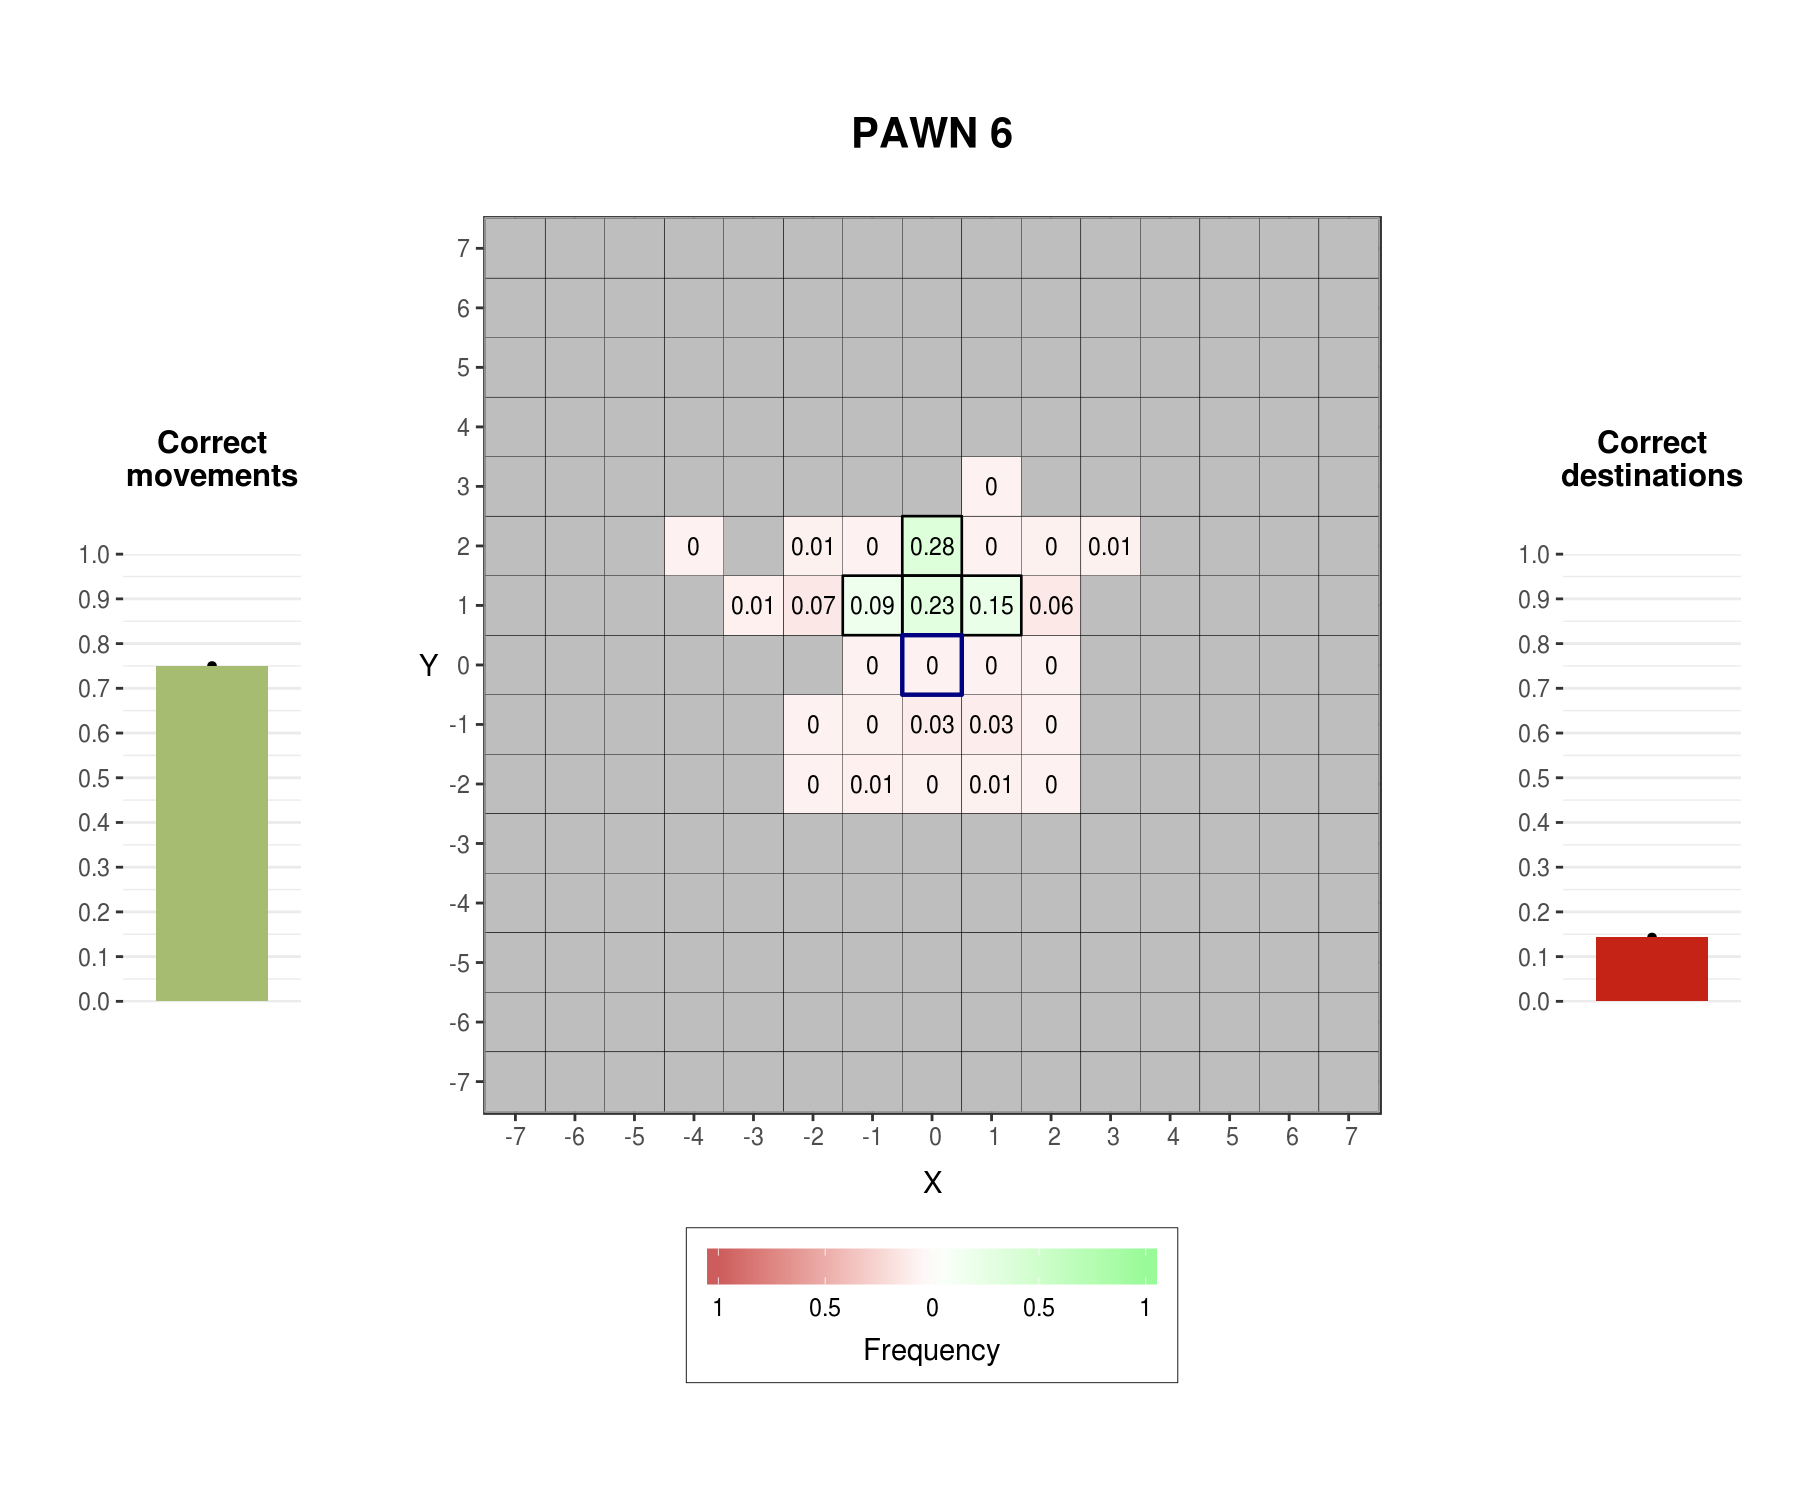 PAWN 6
Correct
movements
1.0
0.9
0.8
0.7
0.6
0.5
0.4
0.3
0.2
0.1
0.0
Y
7
6
5
4
3 0
2 0 0.01 0 0.28 0 0 0.01
1 0.01 0.07 0.09 0.23 0.15 0.06
0 0 0 0 0
-1 0 0 0.03 0.03 0
-2 0 0.01 0 0.01 0
-3
-4
-5
-6
-7
-7 -6 -5 -4 -3 -2 -1 0 1 2 3 4 5 6 7
X
1 0.5 0 0.5 1
Frequency
Correct
destinations
1.0
0.9
0.8
0.7
0.6
0.5
0.4
0.3
0.2
0.1
0.0